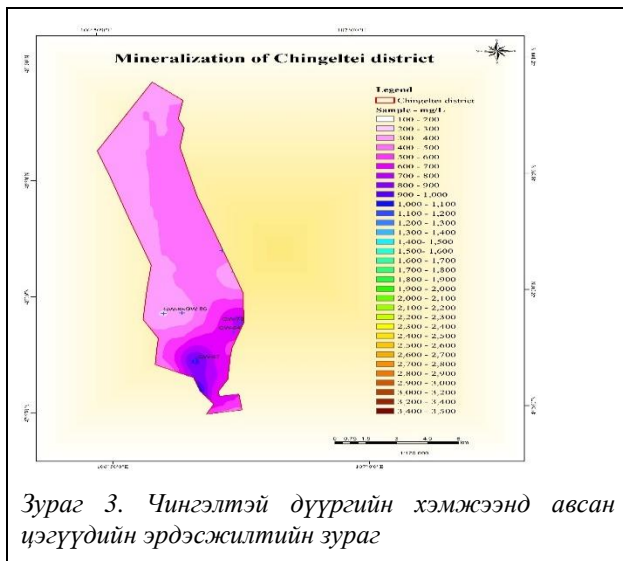 Mineralization of Chingeltei district
Legend
Chingeltei district
Sample - mg/L
100 - 200
200 - 300
300 - 400
400 - 500
500 - 600
600 - 700
700 - 800
800 - 900
900 - 1,000
1,000 - 1,100
1,100 - 1,200
1,200 - 1,300
1,300 - 1,400
1,400- 1,500
1,500- 1,600
1,600 - 1,700
1,700 - 1,800
1,800 - 1,900
1,900 - 2,000
2,000 - 2,100
2,100 - 2,200
2,200 - 2,300
2,300 - 2,400
2,400 - 2,500
2,500 - 2,600
2,600 - 2,700
2,700 - 2,800
2,800 - 2,900
2,900 - 3,000
3,000 - 3,200
3,200 - 3,400
3,400 - 3,500
Зураг 3. Чингэлтэй дүүргийн хэмжээнд авсан
цэгүүдийн эрдэсжилтийн зураг